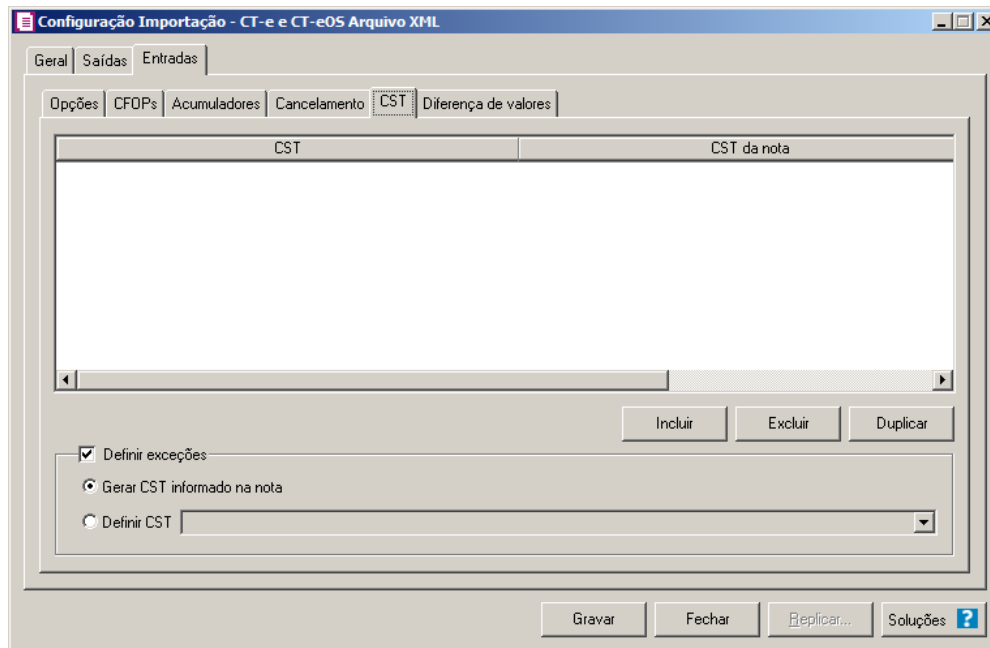 Configuração Importação - CT-e e CT-eOS Arquivo XML
Geral Saídas Entradas
Opções CFOPs Acumuladores Cancelamento CST Diferença de valores
CST CST da nota
Incluir Excluir Duplicar
Definir exceções
Gerar CST informado na nota
Definir CST
Gravar Fechar Replicar... Soluções ?